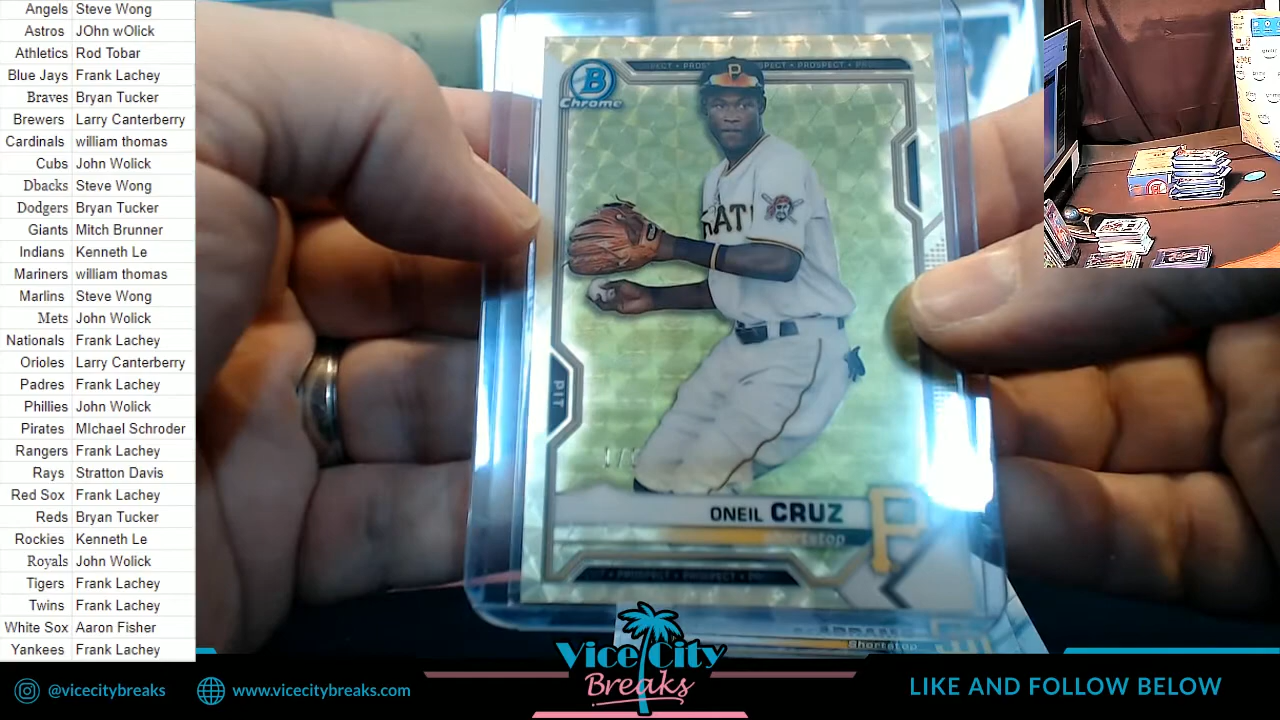 Angels Steve Wong
Astros JOhn wOlick
Athletics Rod Tobar
Blue Jays Frank Lachey
Braves Bryan Tucker
Brewers Larry Canterberry
Cardinals william thomas
Cubs John Wolick
Dbacks Steve Wong
Dodgers Bryan Tucker
Giants Mitch Brunner
Indians Kenneth Le
Mariners william thomas
Marlins Steve Wong
Mets John Wolick
Nationals Frank Lachey
Orioles Larry Canterberry
Padres Frank Lachey
Phillies John Wolick
Pirates MIchael Schroder
Rangers Frank Lachey
Rays Stratton Davis
Red Sox Frank Lachey
Reds Bryan Tucker
Rockies Kenneth Le
Royals John Wolick
Tigers Frank Lachey
Twins Frank Lachey
White Sox Aaron Fisher
Yankees Frank Lachey
PROSPECT • PROSPECT
B
Chrome
P
PIT
ONEIL CRUZ
Shortstop
P
PROSPECT • PROSPECT
Shortstop
Vice City
Breaks
@vicecitybreaks
www.vicecitybreaks.com
LIKE AND FOLLOW BELOW